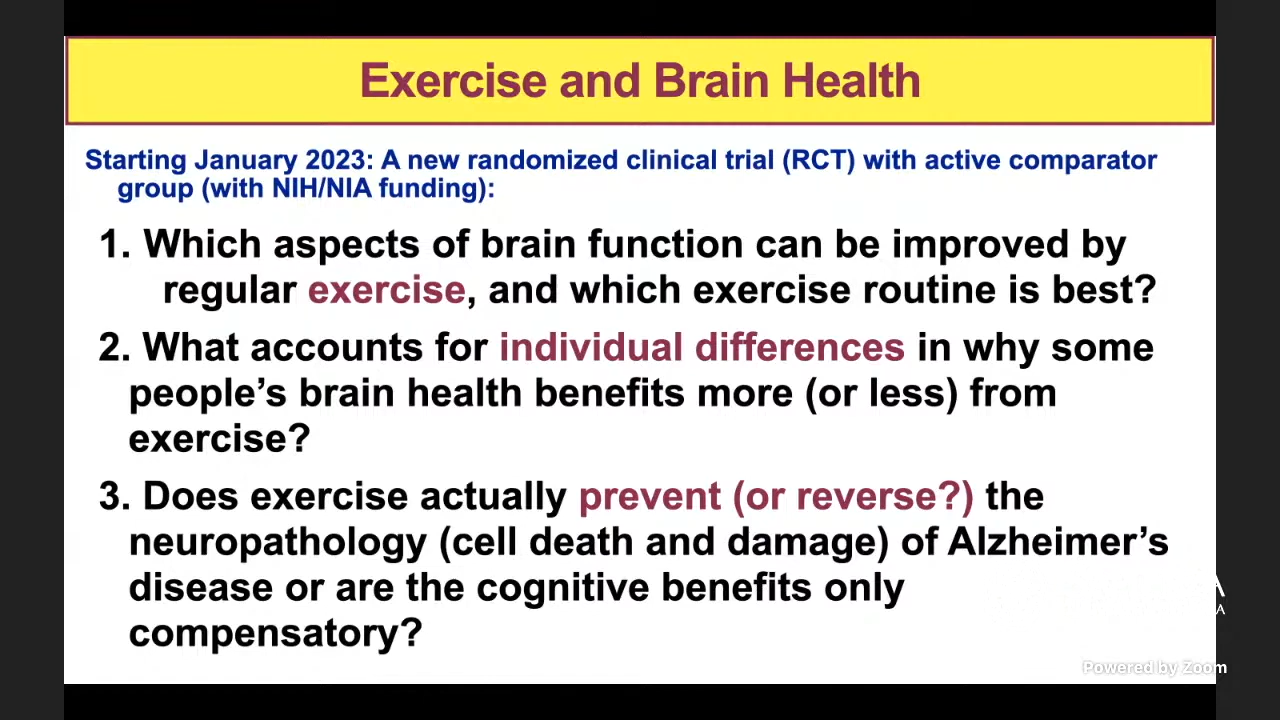 Exercise and Brain Health
Starting January 2023: A new randomized clinical trial (RCT) with active comparator
group (with NIH/NIA funding):
1. Which aspects of brain function can be improved by
regular exercise, and which exercise routine is best?
2. What accounts for individual differences in why some
people’s brain health benefits more (or less) from
exercise?
3. Does exercise actually prevent (or reverse?) the
neuropathology (cell death and damage) of Alzheimer’s
disease or are the cognitive benefits only
compensatory?
Powered by Zoom